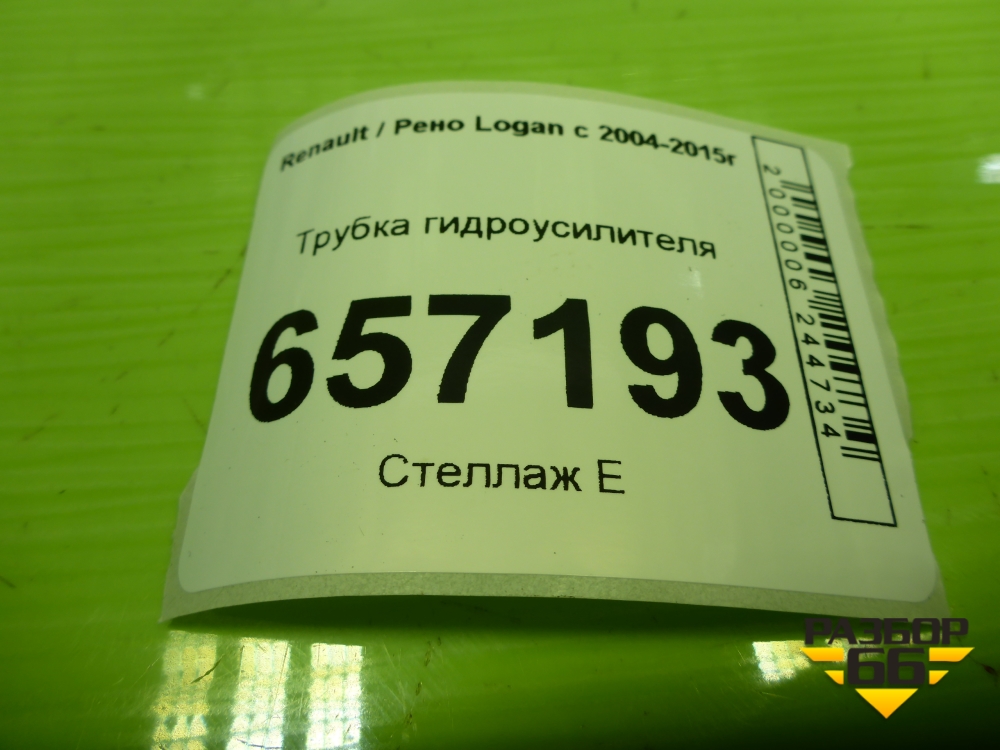 Renault / Рено Logan с 2004-2015г
Трубка гидроусилителя
657193
Стеллаж Е
2000006244734
РАЗБОР
66